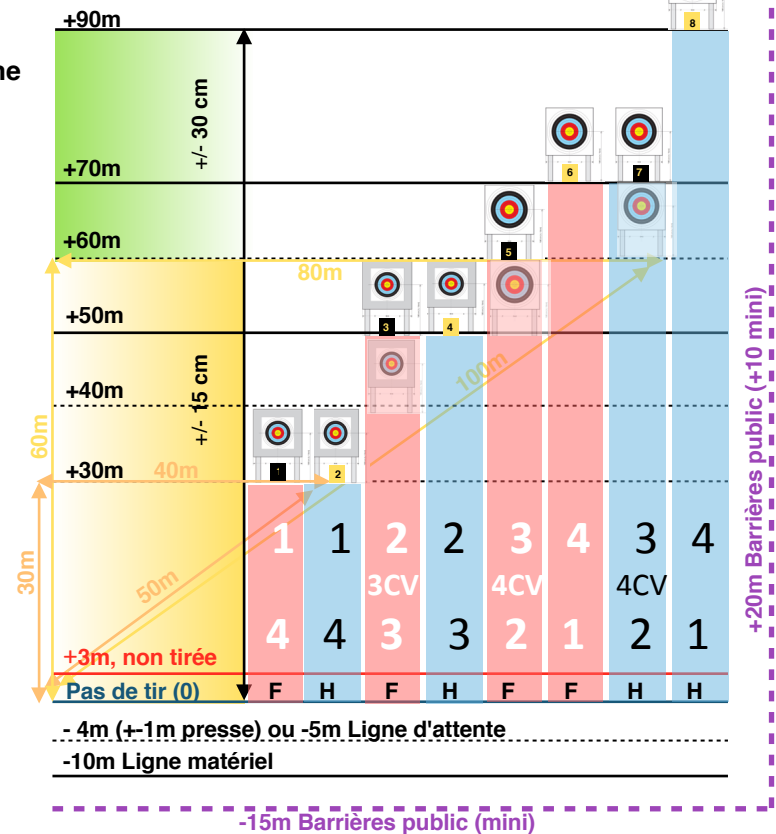 +90m
8
ne
+/- 30 cm
+70m
6
7
+60m
5
80m
+50m
3
4
100m
+20m Barrières public (+10 mini)
+/- 15 cm
+40m
60m
+30m
40m
1
2
30m
50m
1 1 2 2 3 4 3 4
3CV 4CV 4CV
4 4 3 3 2 1 2 1
+3m, non tirée
Pas de tir (0) F H F H F F H H
- 4m (+-1m presse) ou -5m Ligne d'attente
-10m Ligne matériel
-15m Barrières public (mini)